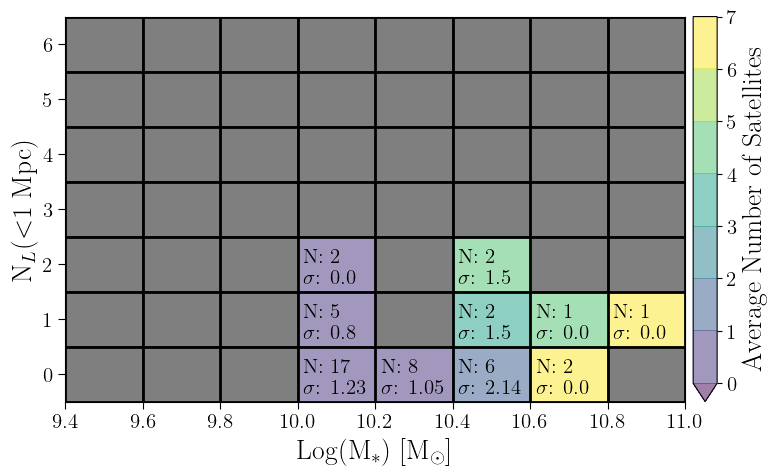 6
5
4
3
2
1
0
N_L(<1 Mpc)
N: 2
σ: 0.0
N: 2
σ: 1.5
N: 5
σ: 0.8
N: 2
σ: 1.5
N: 1
σ: 0.0
N: 1
σ: 0.0
N: 17
σ: 1.23
N: 8
σ: 1.05
N: 6
σ: 2.14
N: 2
σ: 0.0
9.4 9.6 9.8 10.0 10.2 10.4 10.6 10.8 11.0
Log(M_*) [M_⊙]
7
6
5
4
3
2
1
0
Average Number of Satellites